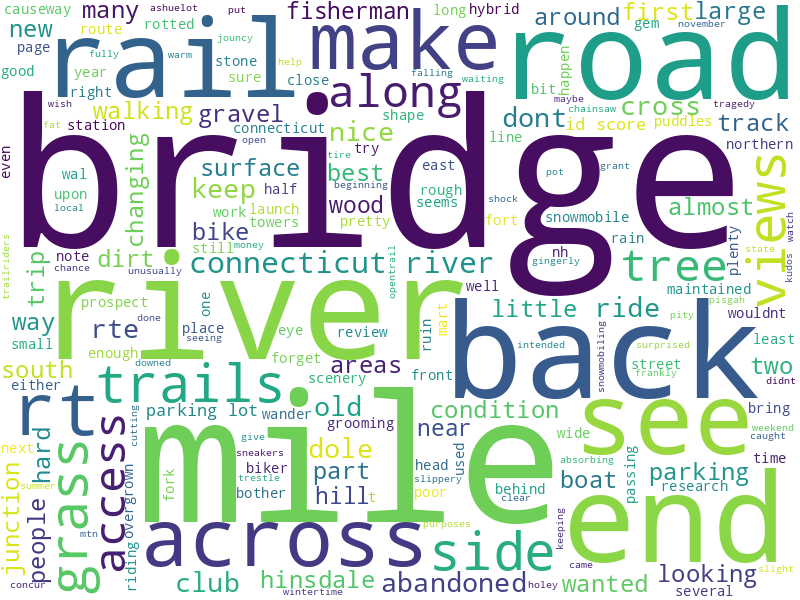 causeway many ashuelot put fisherman long hybrid around first large
new rotted jouncy help
page route fully warm falling waiting gem november
good right year stone sure close make bit happen road
rail along
wish walking gravel shape dont cross maybe chainsaw tragedy
fat station connecticut nice line id score puddles track
even open tire try northern
bridge
wal changing surface best east rough grant views
upon keep half wood seems shock pot almost
local work launch beginning pretty fort snowmobile
towers bike rain plenty watch
trailriders note dirt still money nh state kudos
chance unusually connecticut river gingerly tree
trip opentrail well maintained
river prospect one little ride pisgah wouldnt
way rte done place eye review ruin mart back
small seeing intended pity least
enough forget front surprised street two
south downed scenery areas snowmobiling frankly didnt
either trails
rt cutting parking lot wander old condition see bring
grooming near wide weekend
next hard access give sneakers dole used caught time
grass mile biker part head absorbing passing parking
summer fork trestle bother hill t slippery behind boat research
junction people overgrown poor clear end looking
across purposes side keeping
mtn riding came slight
concur club hinsdale abandoned holey wanted several
wintertime